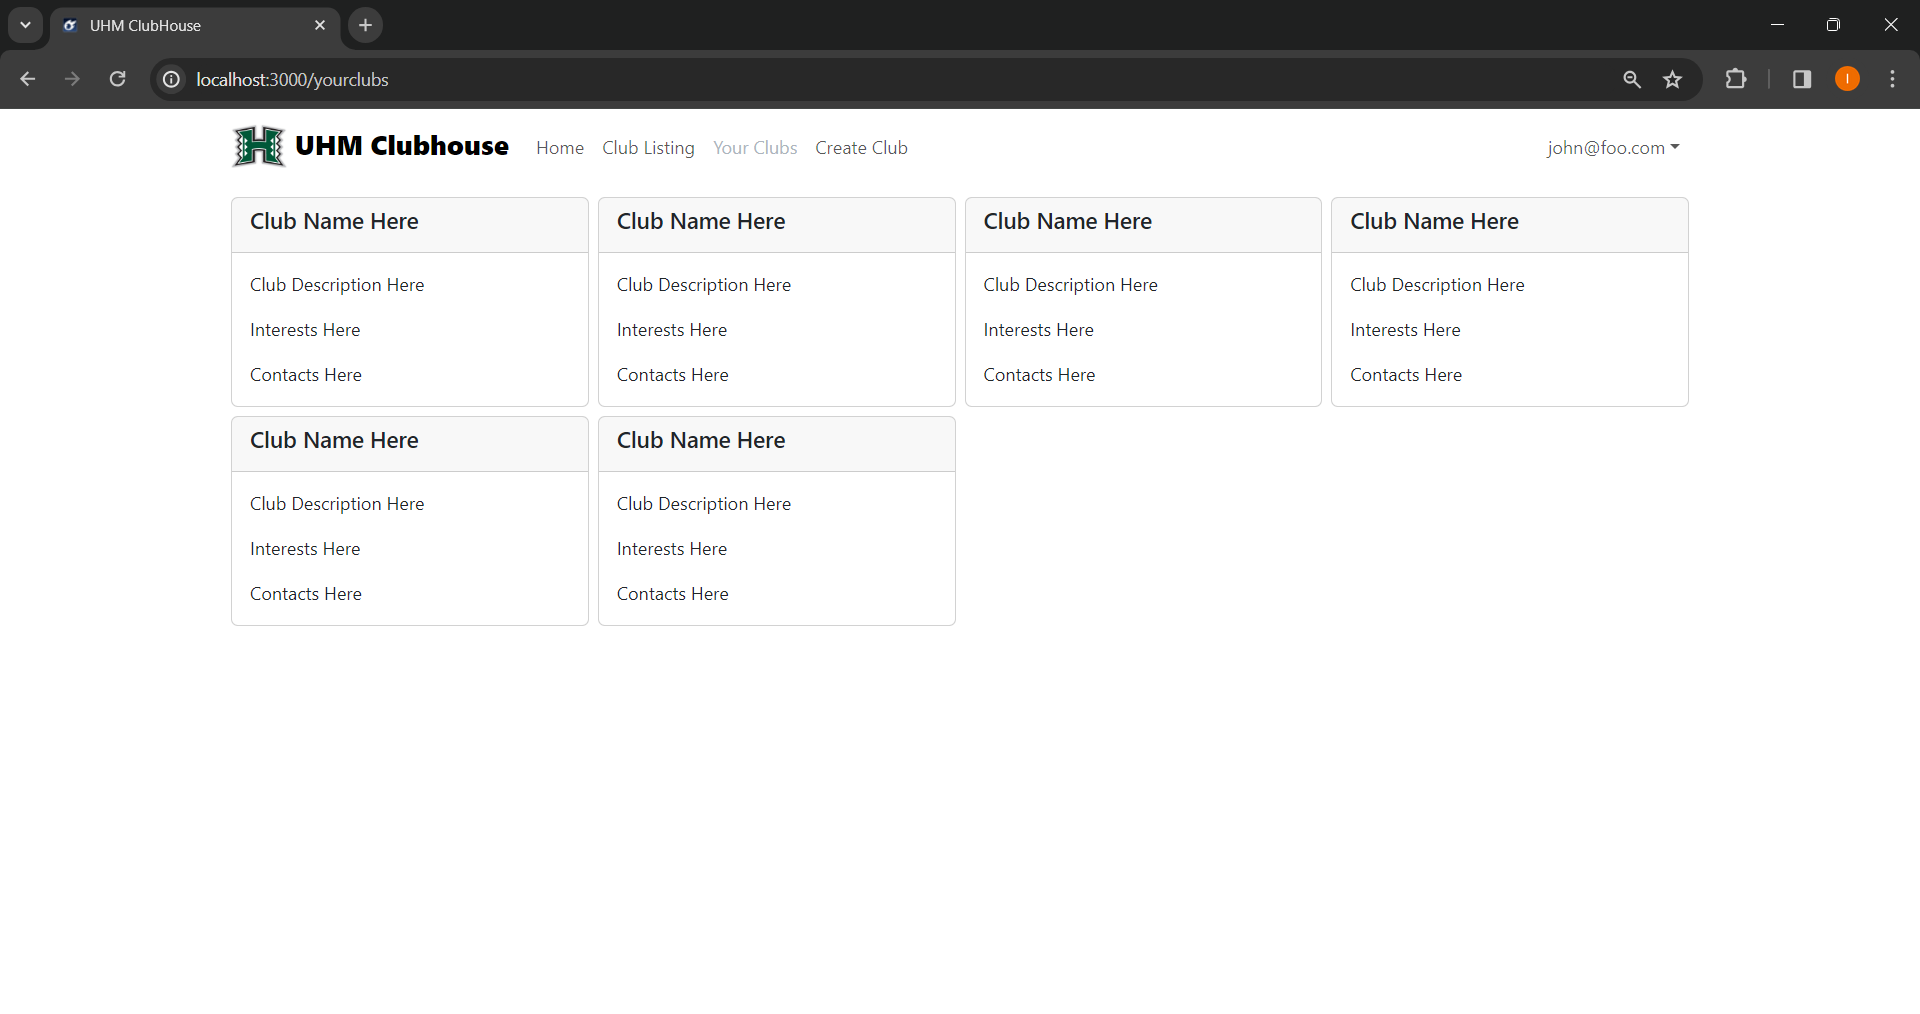 UHM ClubHouse
localhost:3000/yourclubs
I
H UHM Clubhouse Home Club Listing Your Clubs Create Club john@foo.com
Club Name Here Club Name Here Club Name Here Club Name Here
Club Description Here Club Description Here Club Description Here Club Description Here
Interests Here Interests Here Interests Here Interests Here
Contacts Here Contacts Here Contacts Here Contacts Here
Club Name Here Club Name Here
Club Description Here Club Description Here
Interests Here Interests Here
Contacts Here Contacts Here